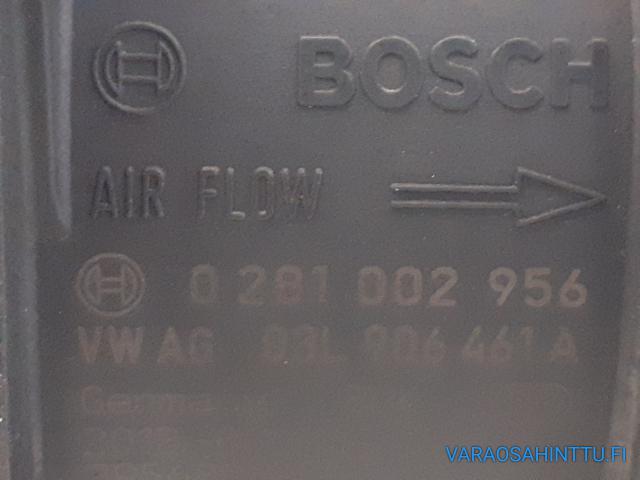 BOSCH
AIR FLOW
0 281 002 956
VW AG 03L 906 461 A
VARAOSAHINTTU.FI